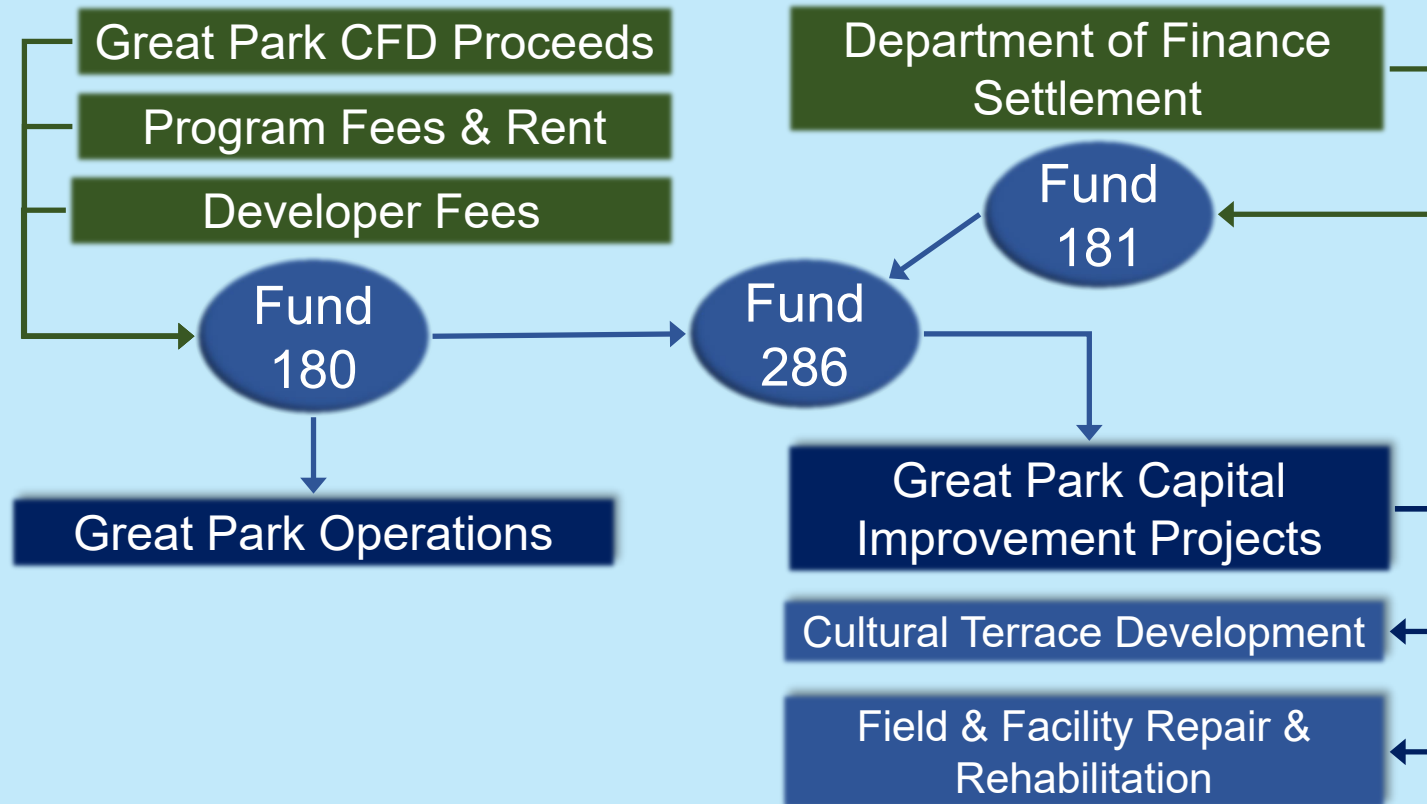 Great Park CFD Proceeds
Program Fees & Rent
Developer Fees
Department of Finance
Settlement
Fund
181
Fund
180
Fund
286
Great Park Operations
Great Park Capital
Improvement Projects
Cultural Terrace Development
Field & Facility Repair &
Rehabilitation